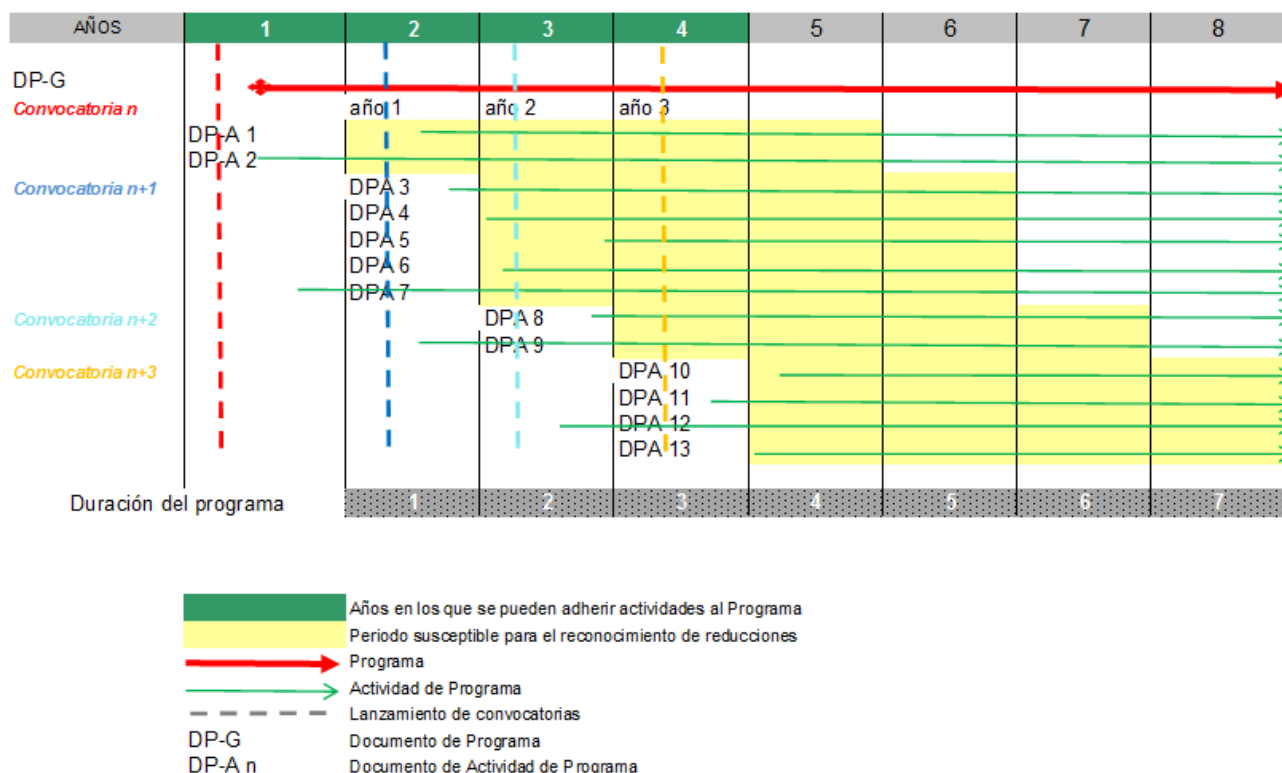 AÑOS 1 2 3 4 5 6 7 8
DP-G
Convocatoria n año 1 año 2 año 3
DP-A 1
DP-A 2
Convocatoria n+1 DPA 3
DPA 4
DPA 5
DPA 6
DPA 7
Convocatoria n+2 DPA 8
DPA 9
Convocatoria n+3 DPA 10
DPA 11
DPA 12
DPA 13
Duración del programa 1 2 3 4 5 6 7
Años en los que se pueden adherir actividades al Programa
Periodo susceptible para el reconocimiento de reducciones
Programa
Actividad de Programa
Lanzamiento de convocatorias
DP-G Documento de Programa
DP-A n Documento de Actividad de Programa